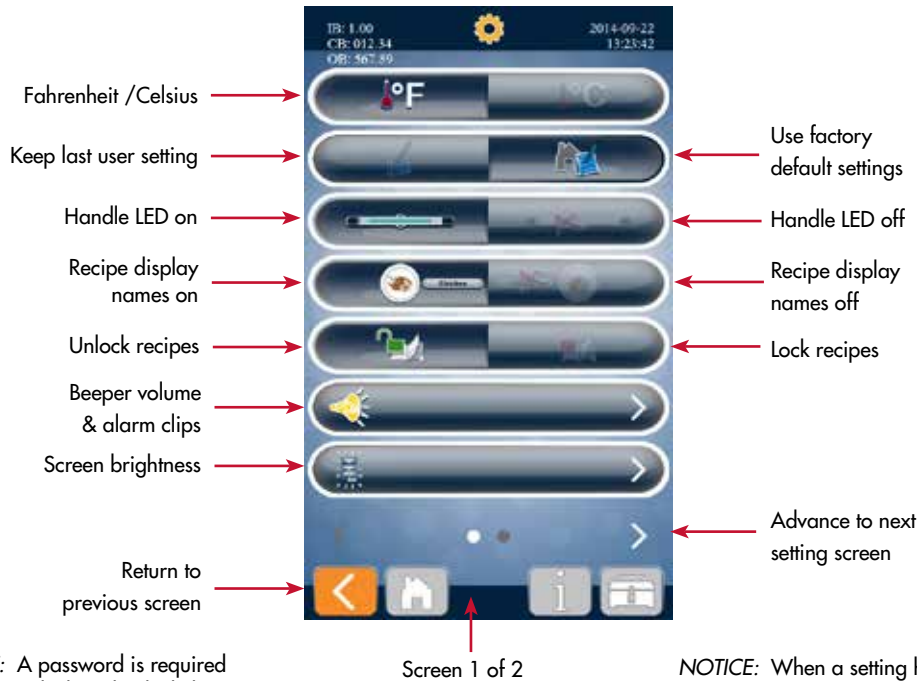 IB: 1.00
CB: 012.34
OB: 567.89
2014-09-22
13:23:42
Fahrenheit /Celsius
°F
°C
Keep last user setting
Use factory
default settings
Handle LED on
Handle LED off
Recipe display
names on
Recipe display
names off
Unlock recipes
Lock recipes
Beeper volume
& alarm clips
Screen brightness
Advance to next
setting screen
Return to
previous screen
i
Screen 1 of 2
: A password is required
NOTICE: When a setting